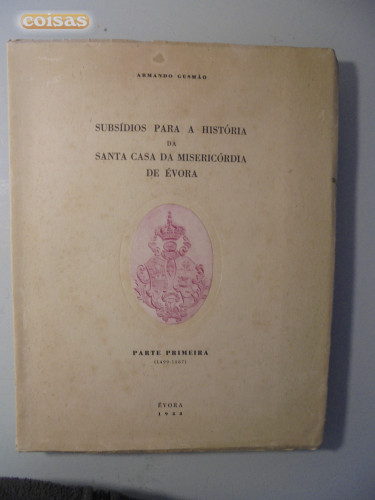 coisas
ARMANDO GUSMÃO
SUBSÍDIOS PARA A HISTÓRIA
DA
SANTA CASA DA MISERICÓRDIA
DE ÉVORA
PARTE PRIMEIRA
ÉVORA